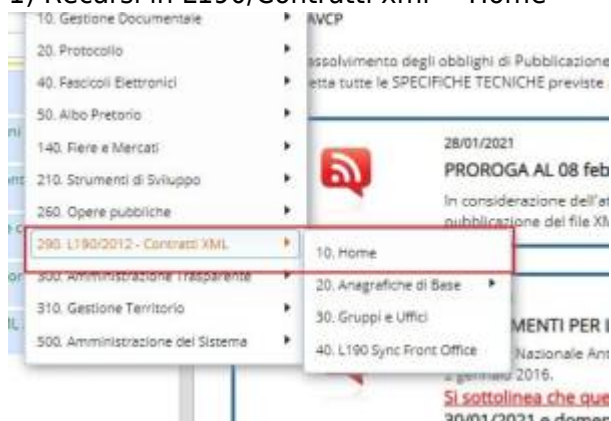 1) Recarsi in L190/Contratti xml – Home
10. Gestione Documentale
AVCP
20. Protocollo
assolvimento degli obblighi di Pubblicazione
40. Fascicoli Elettronici
etta tutte le SPECIFICHE TECNICHE previste
50. Albo Pretorio
140. Fiere e Mercati
28/01/2021
210. Strumenti di Sviluppo
PROROGA AL 08 feb
260. Opere pubbliche
In considerazione dell'at
pubblicazione del file XM
290. L190/2012 - Contratti XML
10. Home
300. Amministrazione Trasparente
20. Anagrafiche di Base
310. Gestione Territorio
30. Gruppi e Uffici
MENTI PER L
500. Amministrazione del Sistema
40. L190 Sync Front Office
Nazionale Ant
2 gennaio 2016.
Si sottolinea che que
30/01/2021 e domen